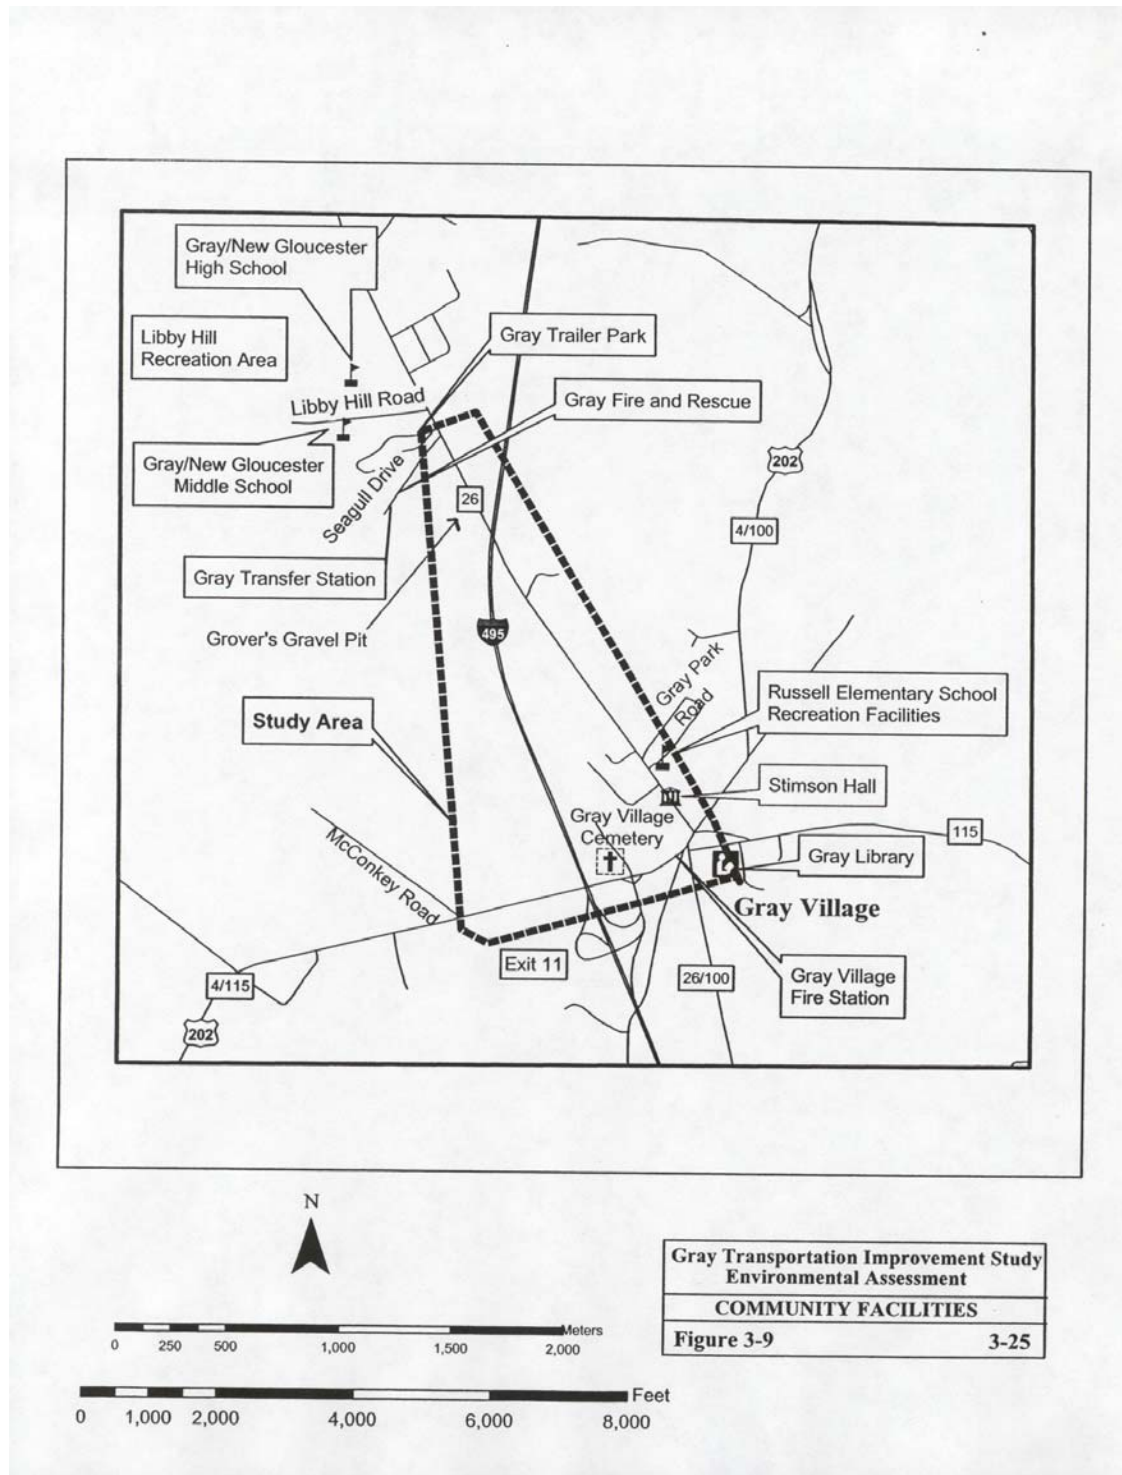 Gray/New Gloucester
High School
Libby Hill
Recreation Area
Gray Trailer Park
Libby Hill Road
Gray Fire and Rescue
Gray/New Gloucester
Middle School
Seagull Drive
26
202
4/100
Gray Transfer Station
Grover's Gravel Pit
495
Gray Park
Road
Russell Elementary School
Recreation Facilities
Study Area
Stimson Hall
Gray Village
Cemetery
115
McConkey Road
Gray Library
Gray Village
Exit 11
26/100
Gray Village
Fire Station
4/115
202
N
Gray Transportation Improvement Study
Environmental Assessment
COMMUNITY FACILITIES
Figure 3-9 3-25
Meters
0 250 500 1,000 1,500 2,000
Feet
0 1,000 2,000 4,000 6,000 8,000